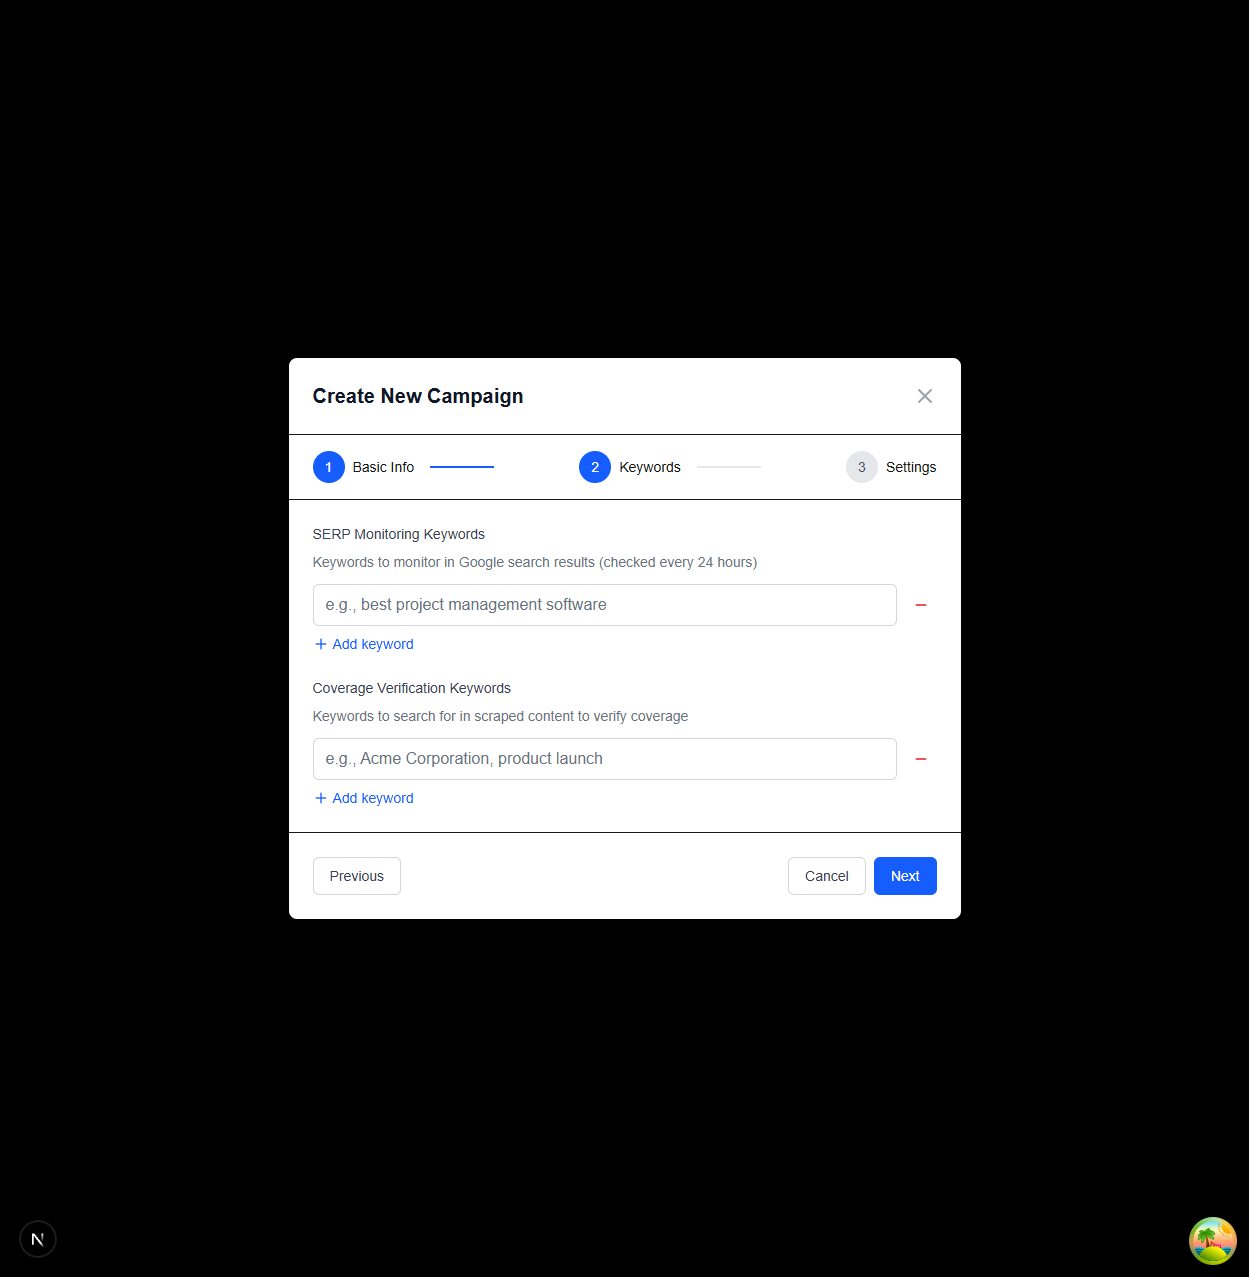 Create New Campaign
1 Basic Info
2 Keywords
3 Settings
SERP Monitoring Keywords
Keywords to monitor in Google search results (checked every 24 hours)
e.g., best project management software
+ Add keyword
Coverage Verification Keywords
Keywords to search for in scraped content to verify coverage
e.g., Acme Corporation, product launch
+ Add keyword
Previous
Cancel
Next
N